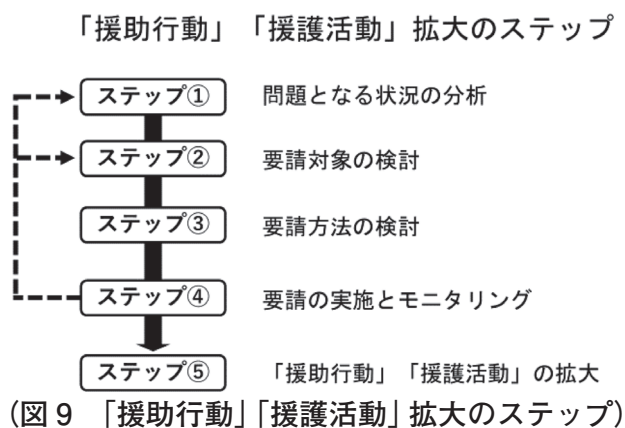 「援助行動」「援護活動」拡大のステップ
ステップ① 問題となる状況の分析
ステップ② 要請対象の検討
ステップ③ 要請方法の検討
ステップ④ 要請の実施とモニタリング
ステップ⑤ 「援助行動」「援護活動」の拡大
(図9 「援助行動」「援護活動」拡大のステップ)